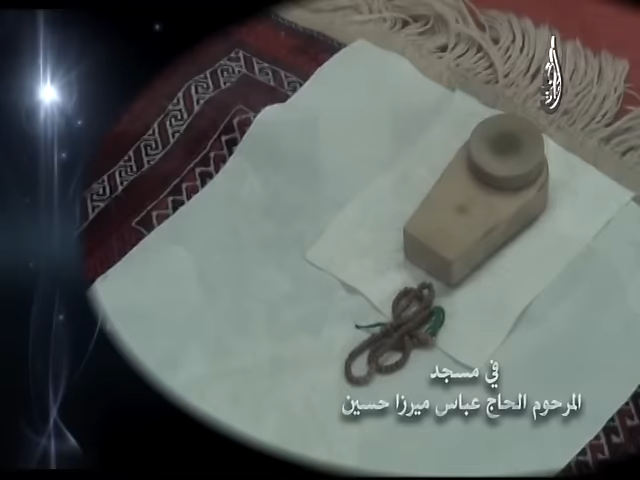 في مسجد
المرحوم الحاج عباس ميرزا حسين